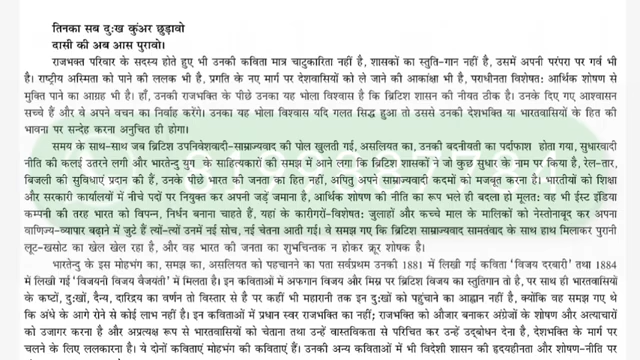 तिनका सब दुःख कुंअर छुड़ावो
दासी की अब आस पुरावो।
राजभक्त परिवार के सदस्य होते हुए भी उनकी कविता मात्र चाटुकारिता नहीं है, शासकों का स्तुति-गान नहीं है, उसमें अपनी परंपरा पर गर्व भी
है। राष्ट्रीय अस्मिता को पाने की ललक भी है, प्रगति के नए मार्ग पर देशवासियों को ले जाने की आकांक्षा भी है, पराधीनता विशेषतः आर्थिक शोषण से
मुक्ति पाने का आग्रह भी है। हाँ, उनकी राजभक्ति के पीछे उनका यह भोला विश्वास है कि ब्रिटिश शासन की नीयत ठीक है। उनके दिए गए आश्वासन
सच्चे हैं और वे अपने वचन का निर्वाह करेंगे। उनका यह भोला विश्वास यदि गलत सिद्ध हुआ तो उससे उनकी देशभक्ति या भारतवासियों के हित की
भावना पर सन्देह करना अनुचित ही होगा।
समय के साथ-साथ जब ब्रिटिश उपनिवेशवादी-साम्राज्यवाद की पोल खुलती गई, असलियत का, उनकी बदनीयती का पर्दाफाश होता गया, सुधारवादी
नीति की कलई उतरने लगी और भारतेन्दु युग के साहित्यकारों की समझ में आने लगा कि ब्रिटिश शासकों ने जो कुछ सुधार के नाम पर किया है, रेल-तार,
बिजली की सुविधाएं प्रदान की हैं, उनके पीछे भारत की जनता का हित नहीं, अपितु अपने साम्राज्यवादी कदमों को मजबूत करना है। भारतीयों को शिक्षा
और सरकारी कार्यालयों में नीचे पदों पर नियुक्त कर अपनी जड़ें जमाना है, आर्थिक शोषण की नीति का रूप भले ही बदला हो मूलतः वह भी ईस्ट इंडिया
कम्पनी की तरह भारत को विपन्न, निर्धन बनाना चाहते हैं, यहां के कारीगरों-विशेषतः जुलाहों और कच्चे माल के मालिकों को नेस्तोनाबूद कर अपना
वाणिज्य-व्यापार बढ़ाने में जुटे हैं त्यों-त्यों उनमें नई सोच, नई चेतना आती गई। वे समझ गए कि ब्रिटिश साम्राज्यवाद सामतंवाद के साथ हाथ मिलाकर पुरानी
लूट-खसोट का खेल खेल रहा है, और वह भारत की जनता का शुभचिन्तक न होकर क्रूर शोषक है।
भारतेन्दु के इस मोहभंग का, समझ का, असलियत को पहचानने का पता सर्वप्रथम उनकी 1881 में लिखी गई कविता 'विजय दरबारी' तथा 1884
में लिखी गई 'विजयिनी विजय वैजयंती' में मिलता है। इन कविताओं में अफगान विजय और मिस्र पर ब्रिटिश विजय का स्तुतिगान तो है, पर साथ ही भारतवासियों
के कष्टों, दुःखों, दैन्य, दारिद्रय का वर्णन तो विस्तार से है पर कहीं भी महारानी तक इन दुःखों को पहुंचाने का आह्वान नहीं है, क्योंकि वह समझ गए थे
कि अंधे के आगे रोने से कोई लाभ नहीं है। इन कविताओं में प्रधान स्वर राजभक्ति का नहीं; राजभक्ति को औजार बनाकर अंग्रेजों के शोषण और अत्याचारों
को उजागर करना है और अप्रत्यक्ष रूप से भारतवासियों को चेताना तथा उन्हें वास्तविकता से परिचित कर उन्हें उद्बोधन देना है, देशभक्ति के मार्ग पर
चलने के लिए ललकारना है। ये दोनों कविताएं मोहभंग की कविताएं हैं। उनकी अन्य कविताओं में भी विदेशी शासन की हृदयहीनता और शोषण-नीति पर